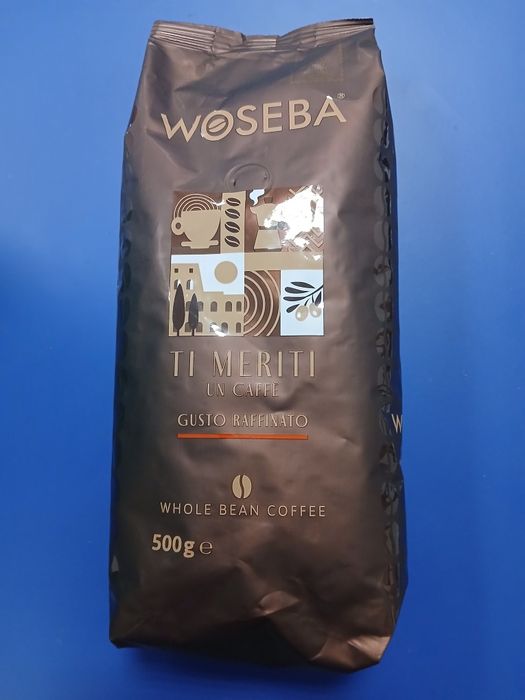 WOSEBA®
TI MERITI
UN CAFFÈ
GUSTO RAFFINATO
WHOLE BEAN COFFEE
500g e
W